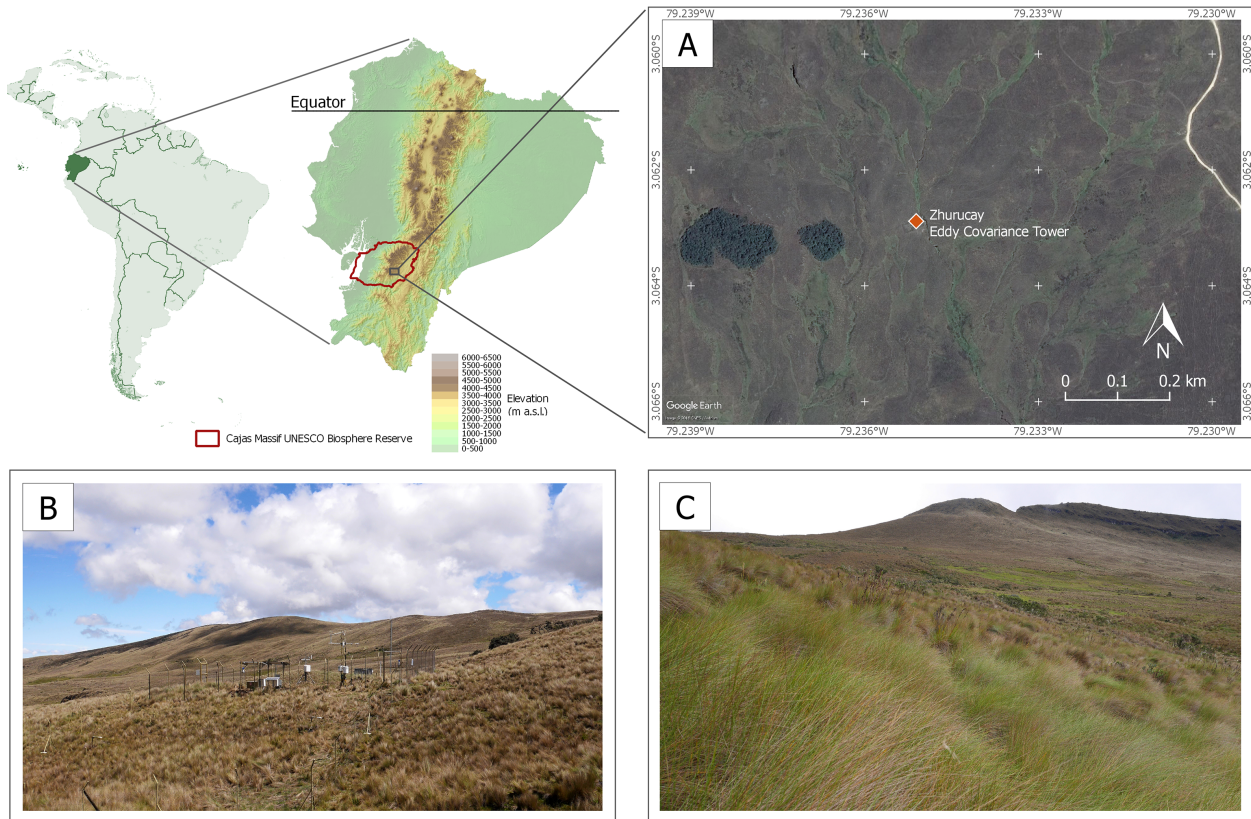 Equator
6000-6500
5500-6000
5000-5500
4500-5000
4000-4500
3500-4000
3000-3500
2500-3000
2000-2500
1500-2000
1000-1500
500-1000
0-500
Elevation
(m a.s.l.)
Cajas Massif UNESCO Biosphere Reserve
A
79.239°W
79.236°W
79.233°W
79.230°W
3.060°S
3.062°S
3.064°S
3.066°S
3.060°S
3.062°S
3.064°S
3.066°S
Zhurucay
Eddy Covariance Tower
N
0 0.1 0.2 km
Google Earth
79.239°W
79.236°W
79.233°W
79.230°W
B
C